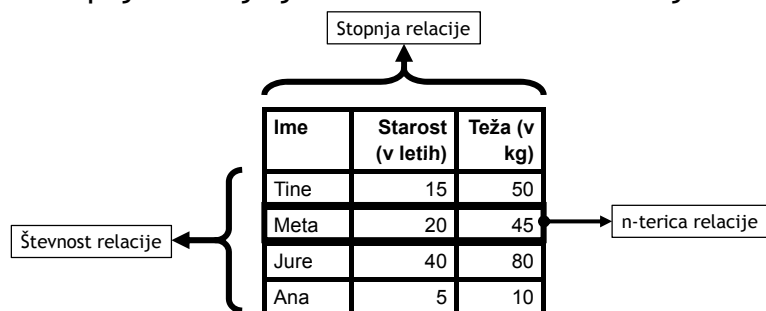 Stopnja relacije
Ime Starost (v letih) Teža (v kg)
Tine 15 50
Meta 20 45
n-terica relacije
Števnost relacije
Jure 40 80
Ana 5 10